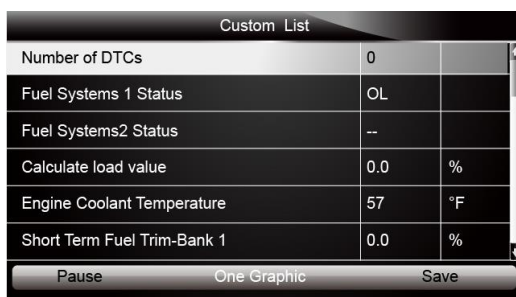 Custom List
Number of DTCs 0
Fuel Systems 1 Status OL
Fuel Systems2 Status --
Calculate load value 0.0 %
Engine Coolant Temperature 57 °F
Short Term Fuel Trim-Bank 1 0.0 %
Pause One Graphic Save